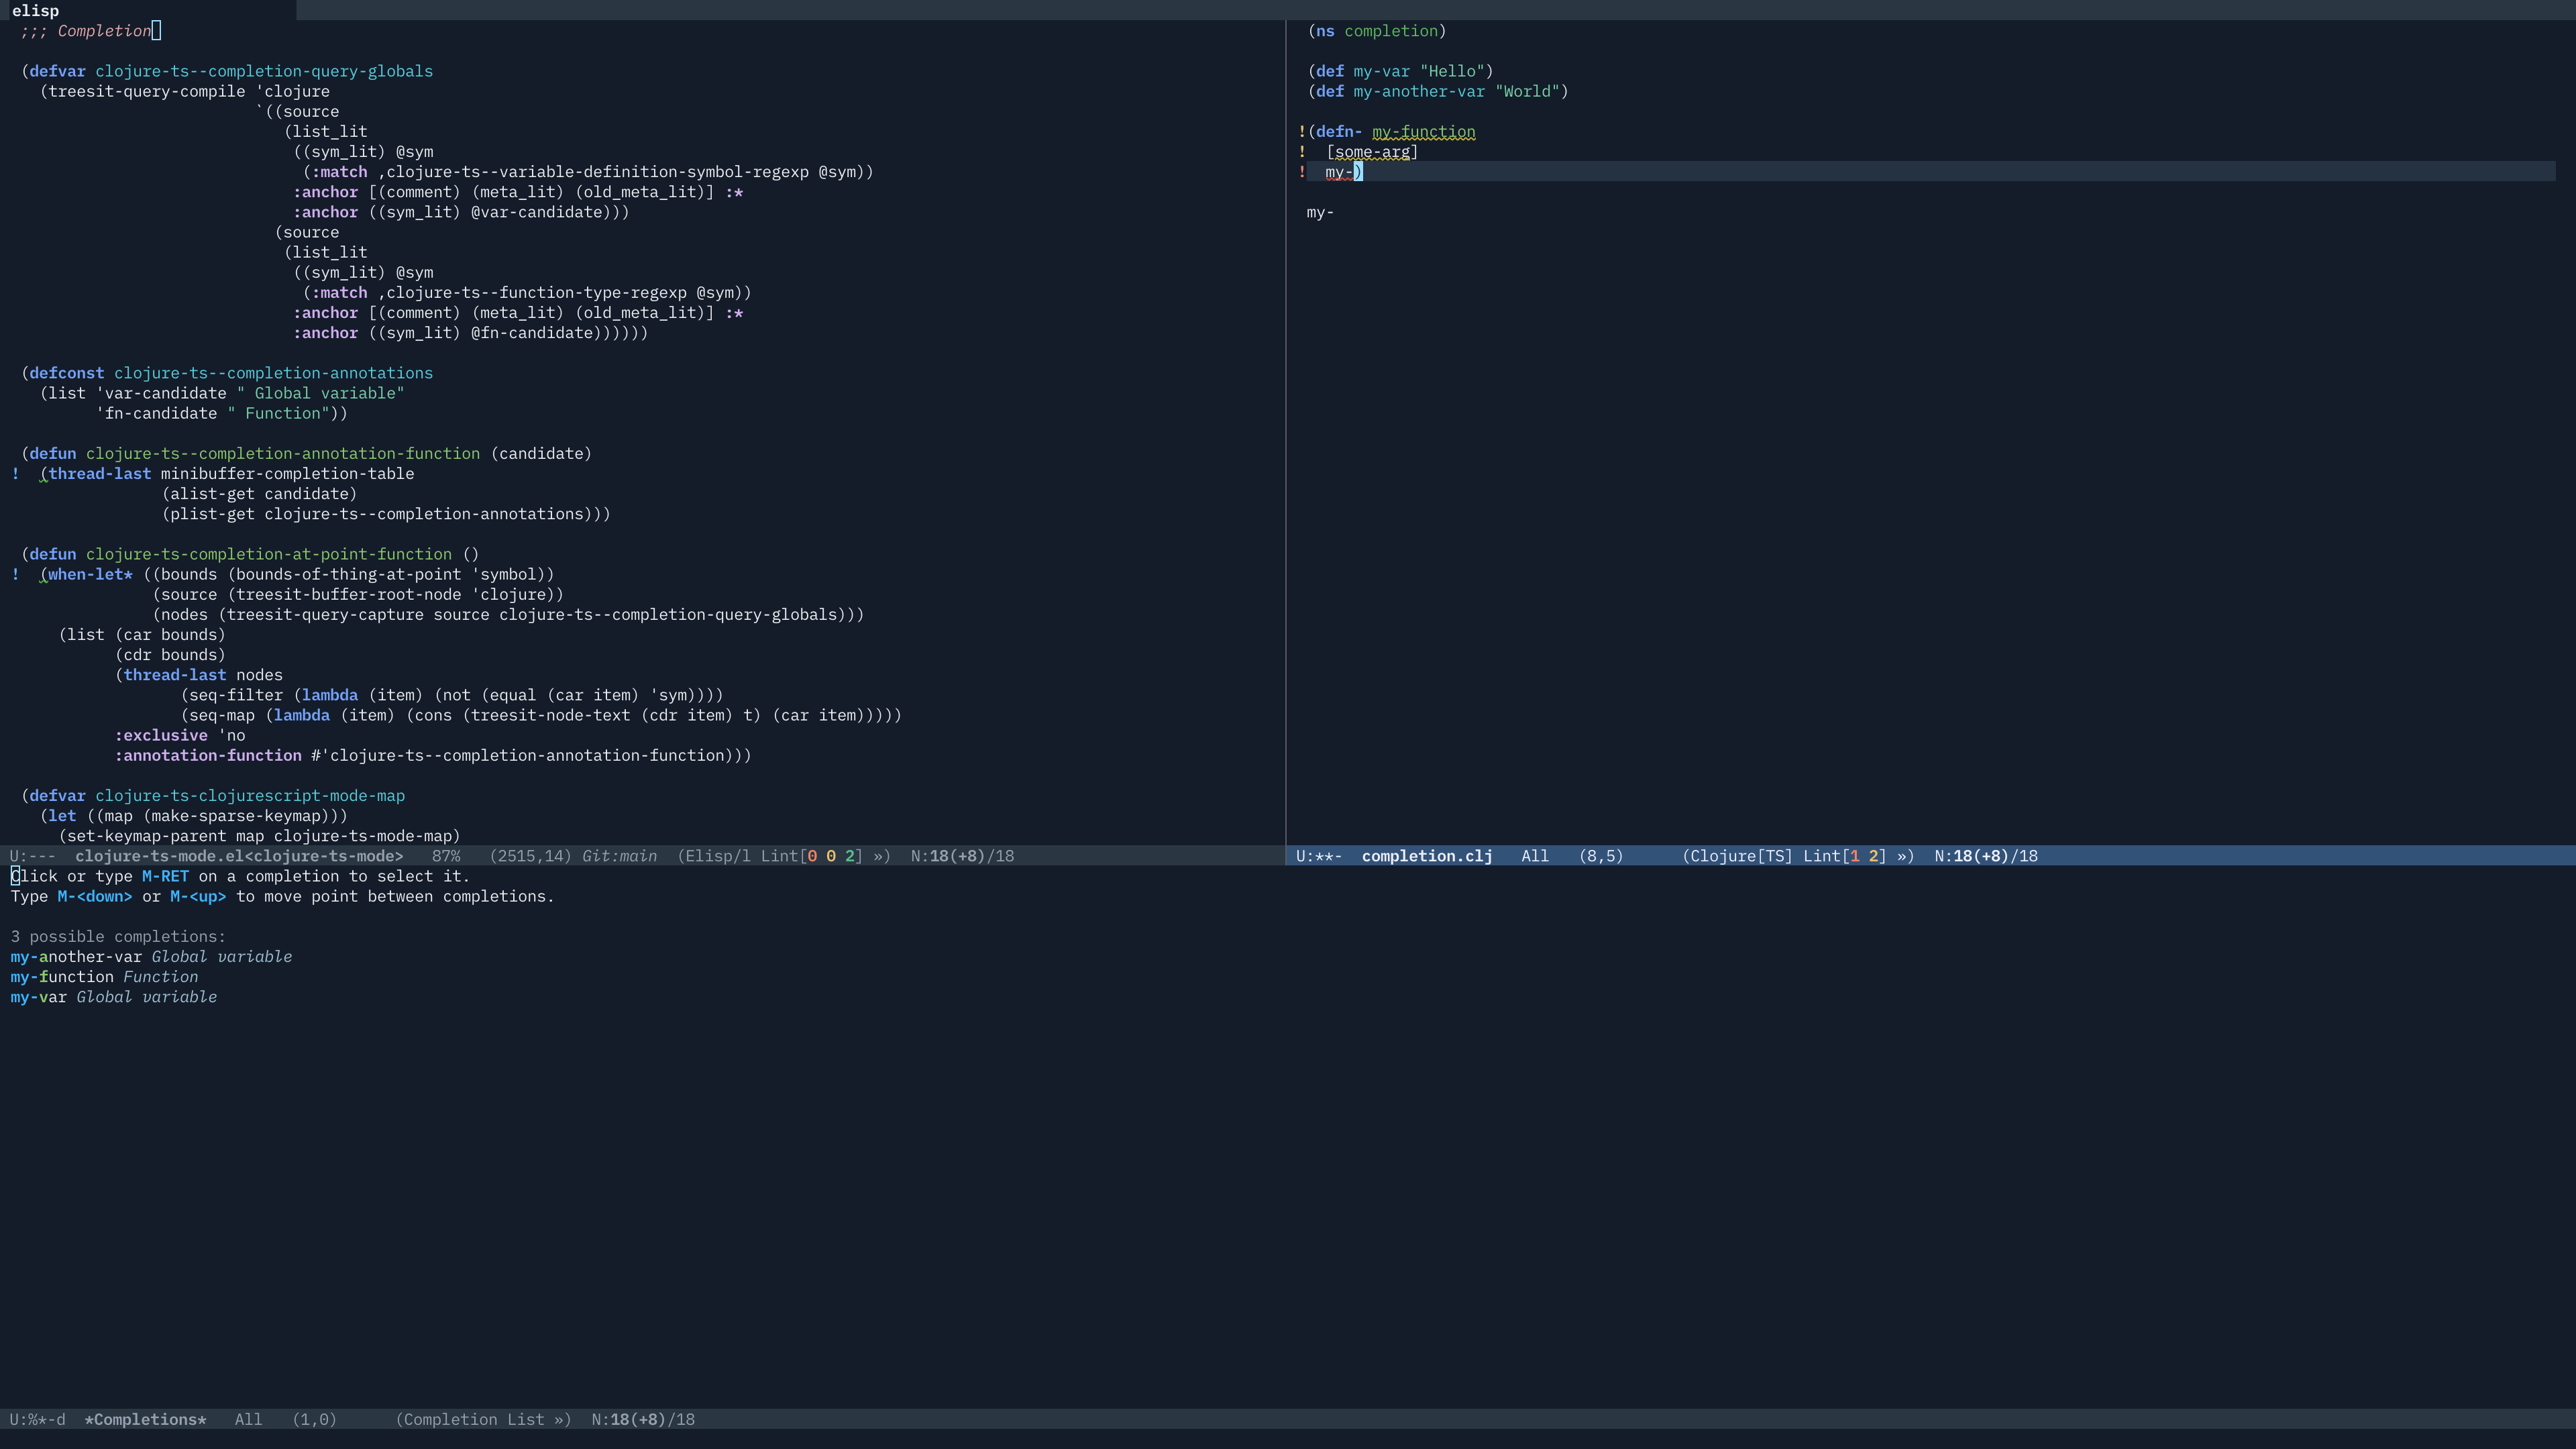 elisp
;;; Completion

(defvar clojure-ts--completion-query-globals
  (treesit-query-compile 'clojure
                         `((source
                            (list_lit
                             ((sym_lit) @sym
                              (:match ,clojure-ts--variable-definition-symbol-regexp @sym))
                             :anchor [(comment) (meta_lit) (old_meta_lit)] :*
                             :anchor ((sym_lit) @var-candidate)))
                           (source
                            (list_lit
                             ((sym_lit) @sym
                              (:match ,clojure-ts--function-type-regexp @sym))
                             :anchor [(comment) (meta_lit) (old_meta_lit)] :*
                             :anchor ((sym_lit) @fn-candidate))))))

(defconst clojure-ts--completion-annotations
  (list 'var-candidate " Global variable"
        'fn-candidate " Function"))

(defun clojure-ts--completion-annotation-function (candidate)
!  (thread-last minibuffer-completion-table
               (alist-get candidate)
               (plist-get clojure-ts--completion-annotations)))

(defun clojure-ts-completion-at-point-function ()
!  (when-let* ((bounds (bounds-of-thing-at-point 'symbol))
              (source (treesit-buffer-root-node 'clojure))
              (nodes (treesit-query-capture source clojure-ts--completion-query-globals)))
    (list (car bounds)
          (cdr bounds)
          (thread-last nodes
                 (seq-filter (lambda (item) (not (equal (car item) 'sym))))
                 (seq-map (lambda (item) (cons (treesit-node-text (cdr item) t) (car item)))))
          :exclusive 'no
          :annotation-function #'clojure-ts--completion-annotation-function)))

(defvar clojure-ts-clojurescript-mode-map
  (let ((map (make-sparse-keymap)))
    (set-keymap-parent map clojure-ts-mode-map)
U:---  clojure-ts-mode.el<clojure-ts-mode>   87%   (2515,14) Git:main  (Elisp/l Lint[0 0 2] »)  N:18(+8)/18
(ns completion)

(def my-var "Hello")
(def my-another-var "World")

!(defn- my-function
!  [some-arg]
!  my-)

my-
U:**-  completion.clj   All   (8,5)      (Clojure[TS] Lint[1 2] »)  N:18(+8)/18
Click or type M-RET on a completion to select it.
Type M-<down> or M-<up> to move point between completions.

3 possible completions:
my-another-var Global variable
my-function Function
my-var Global variable
U:%*-d  *Completions*   All   (1,0)      (Completion List »)  N:18(+8)/18